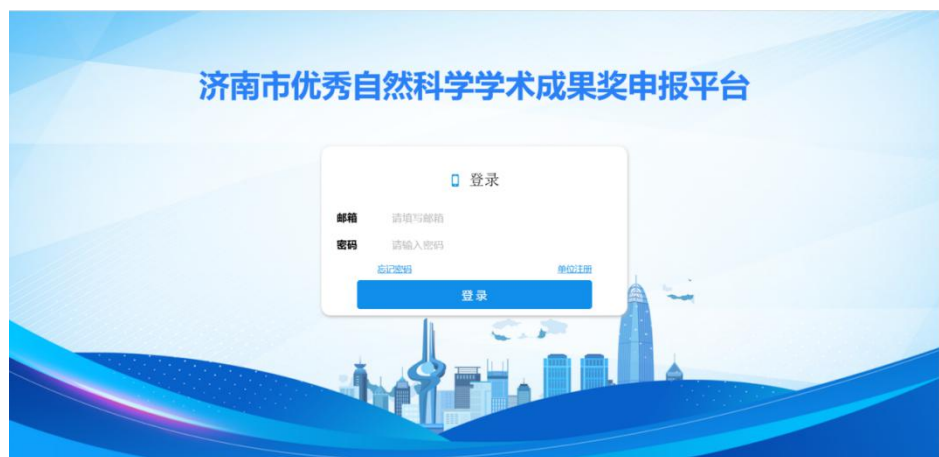 济南市优秀自然科学学术成果奖申报平台
登录
邮箱 请填写邮箱
密码 请输入密码
忘记密码 单位注册
登录